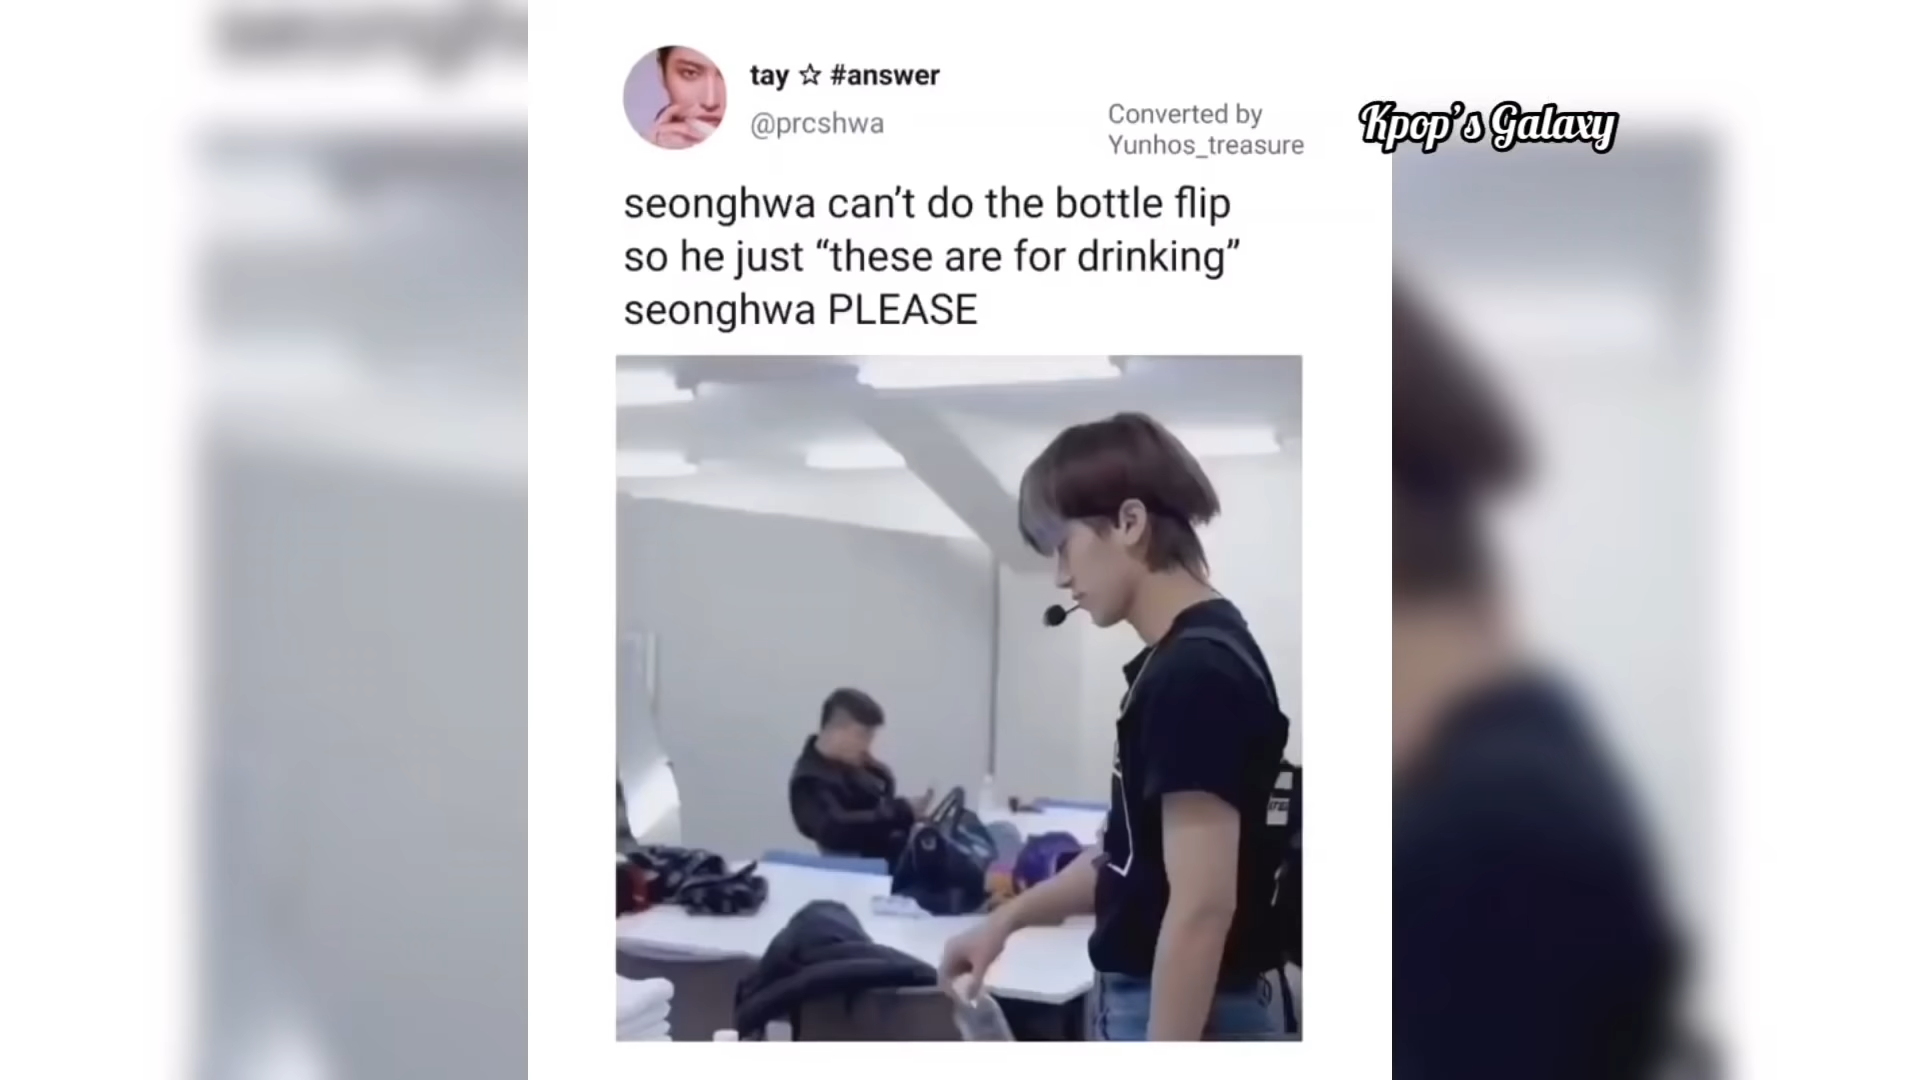 tay ☆ #answer
@prcshwa
Converted by
Yunhos_treasure
Kpop's Galaxy
seonghwa can’t do the bottle flip
so he just “these are for drinking”
seonghwa PLEASE